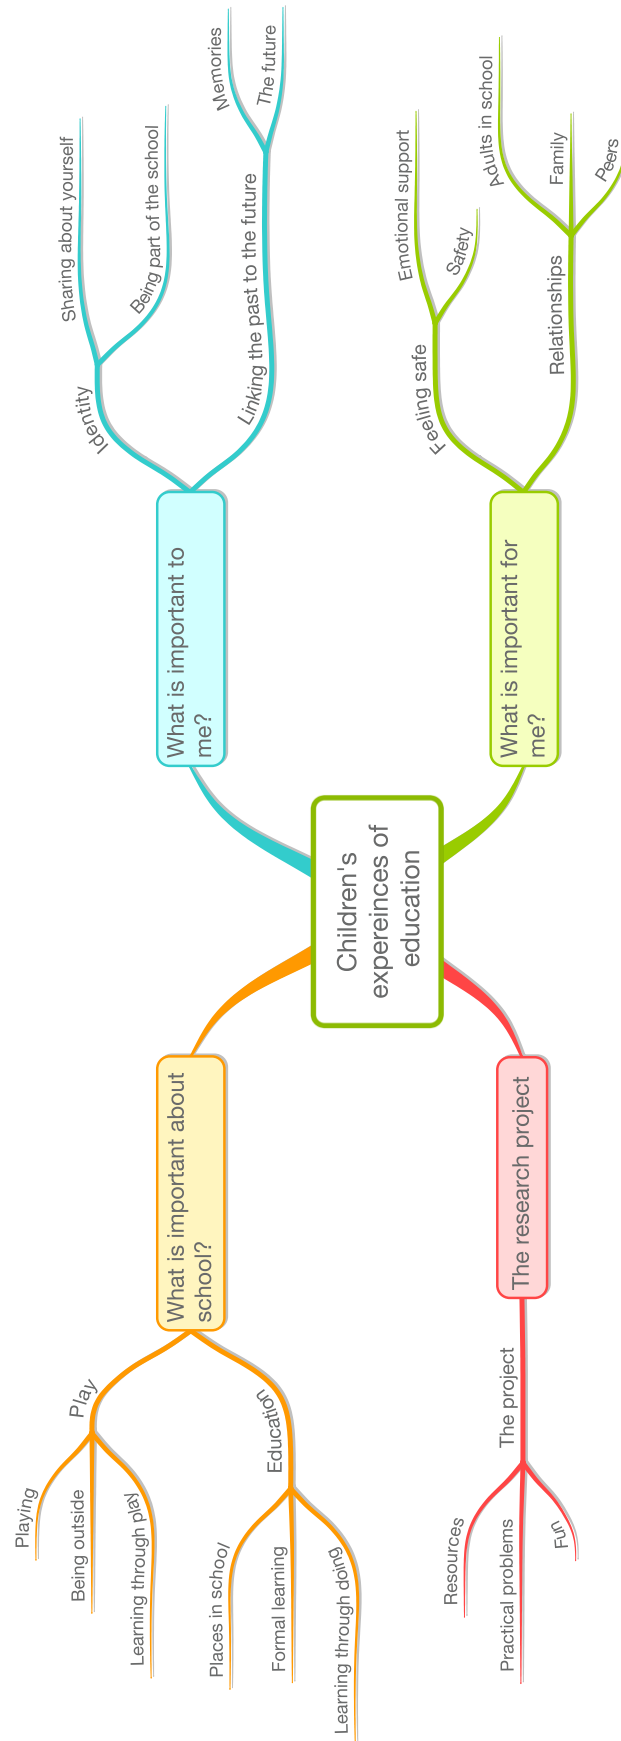 Children's
expereinces of
education
What is important about
school?
Play
Playing
Being outside
Learning through play
Education
Places in school
Formal learning
Learning through doing
What is important to
me?
Identity
Sharing about yourself
Being part of the school
Linking the past to the future
Memories
The future
What is important for
me?
Feeling safe
Emotional support
Safety
Relationships
Adults in school
Family
Peers
The research project
The project
Resources
Practical problems
Fun